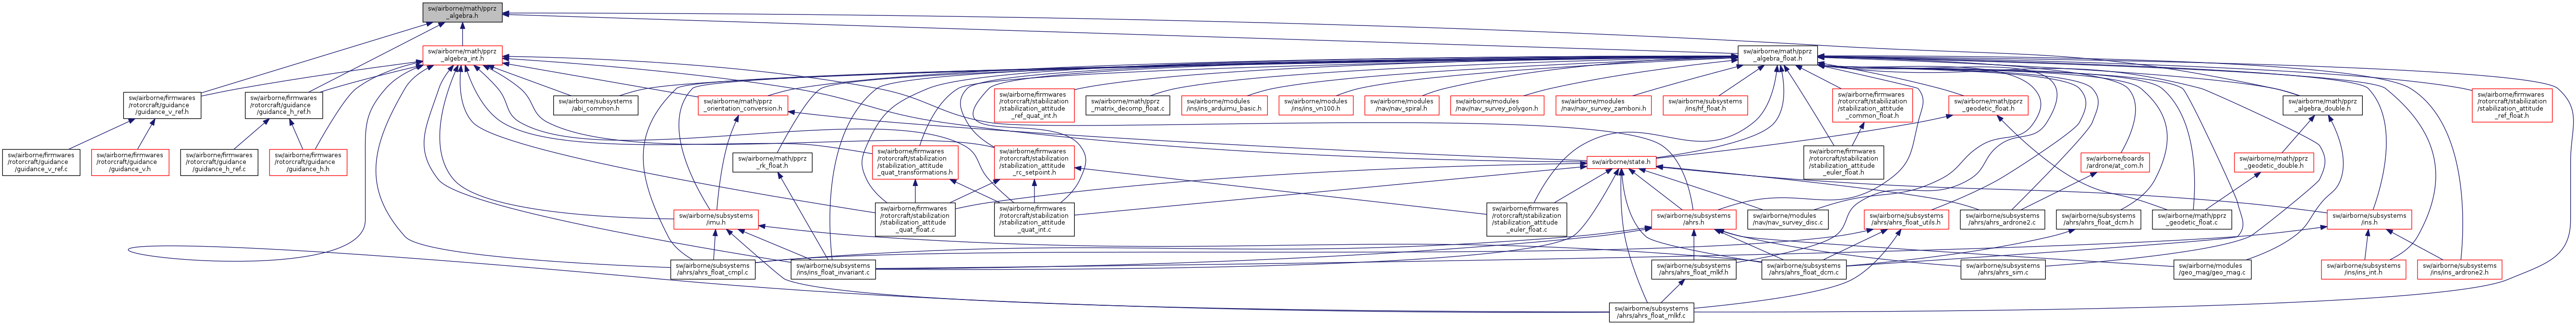 sw/airborne/math/pprz
_algebra.h
sw/airborne/math/pprz
_algebra_int.h
sw/airborne/math/pprz
_algebra_float.h
sw/airborne/firmwares
/rotorcraft/guidance
/guidance_v_ref.h
sw/airborne/firmwares
/rotorcraft/guidance
/guidance_h_ref.h
sw/airborne/subsystems
/abi_common.h
sw/airborne/math/pprz
_orientation_conversion.h
sw/airborne/firmwares
/rotorcraft/stabilization
/stabilization_attitude
_ref_quat_int.h
sw/airborne/math/pprz
_matrix_decomp_float.c
sw/airborne/modules
/ins/ins_arduimu_basic.h
sw/airborne/modules
/ins/ins_vn100.h
sw/airborne/modules
/nav/nav_spiral.h
sw/airborne/modules
/nav/nav_survey_polygon.h
sw/airborne/modules
/nav/nav_survey_zamboni.h
sw/airborne/subsystems
/ins/hf_float.h
sw/airborne/firmwares
/rotorcraft/stabilization
/stabilization_attitude
_common_float.h
sw/airborne/math/pprz
_geodetic_float.h
sw/airborne/math/pprz
_algebra_double.h
sw/airborne/firmwares
/rotorcraft/stabilization
/stabilization_attitude
_ref_float.h
sw/airborne/firmwares
/rotorcraft/guidance
/guidance_v_ref.c
sw/airborne/firmwares
/rotorcraft/guidance
/guidance_v.h
sw/airborne/firmwares
/rotorcraft/guidance
/guidance_h_ref.c
sw/airborne/firmwares
/rotorcraft/guidance
/guidance_h.h
sw/airborne/math/pprz
_rk_float.h
sw/airborne/firmwares
/rotorcraft/stabilization
/stabilization_attitude
_quat_transformations.h
sw/airborne/firmwares
/rotorcraft/stabilization
/stabilization_attitude
_rc_setpoint.h
sw/airborne/state.h
sw/airborne/firmwares
/rotorcraft/stabilization
/stabilization_attitude
_euler_float.h
sw/airborne/boards
/ardrone/at_com.h
sw/airborne/math/pprz
_geodetic_double.h
sw/airborne/subsystems
/imu.h
sw/airborne/firmwares
/rotorcraft/stabilization
/stabilization_attitude
_quat_float.c
sw/airborne/firmwares
/rotorcraft/stabilization
/stabilization_attitude
_quat_int.c
sw/airborne/firmwares
/rotorcraft/stabilization
/stabilization_attitude
_euler_float.c
sw/airborne/subsystems
/ahrs.h
sw/airborne/modules
/nav/nav_survey_disc.c
sw/airborne/subsystems
/ahrs/ahrs_float_utils.h
sw/airborne/subsystems
/ahrs/ahrs_ardrone2.c
sw/airborne/subsystems
/ahrs/ahrs_float_dcm.h
sw/airborne/math/pprz
_geodetic_float.c
sw/airborne/subsystems
/ins.h
sw/airborne/subsystems
/ahrs/ahrs_float_cmpl.c
sw/airborne/subsystems
/ins/ins_float_invariant.c
sw/airborne/subsystems
/ahrs/ahrs_float_mlkf.h
sw/airborne/subsystems
/ahrs/ahrs_float_dcm.c
sw/airborne/subsystems
/ahrs/ahrs_sim.c
sw/airborne/modules
/geo_mag/geo_mag.c
sw/airborne/subsystems
/ins/ins_int.h
sw/airborne/subsystems
/ins/ins_ardrone2.h
sw/airborne/subsystems
/ahrs/ahrs_float_mlkf.c